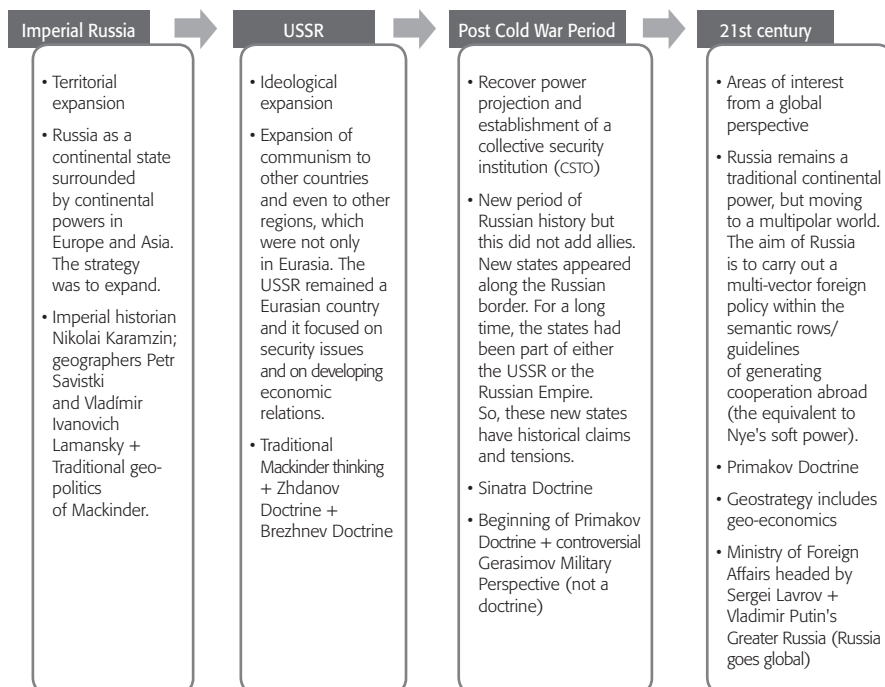 Imperial Russia
• Territorial
expansion
• Russia as a
continental state
surrounded
by continental
powers in
Europe and Asia.
The strategy
was to expand.
• Imperial historian
Nikolai Karamzin;
geographers Petr
Savistki
and Vladímir
Ivanovich
Lamansky +
Traditional geo-
politics
of Mackinder.
USSR
• Ideological
expansion
• Expansion of
communism to
other countries
and even to other
regions, which
were not only
in Eurasia. The
USSR remained a
Eurasian country
and it focused on
security issues
and on developing
economic
relations.
• Traditional
Mackinder thinking
+ Zhdanov
Doctrine +
Brezhnev Doctrine
Post Cold War Period
• Recover power
projection and
establishment of a
collective security
institution (CSTO)
• New period of
Russian history but
this did not add allies.
New states appeared
along the Russian
border. For a long
time, the states had
been part of either
the USSR or the
Russian Empire.
So, these new states
have historical claims
and tensions.
• Sinatra Doctrine
• Beginning of Primakov
Doctrine + controversial
Gerasimov Military
Perspective (not a
doctrine)
21st century
• Areas of interest
from a global
perspective
• Russia remains a
traditional continental
power, but moving
to a multipolar world.
The aim of Russia
is to carry out a
multi-vector foreign
policy within the
semantic rows/
guidelines
of generating
cooperation abroad
(the equivalent to
Nye's soft power).
• Primakov Doctrine
• Geostrategy includes
geo-economics
• Ministry of Foreign
Affairs headed by
Sergei Lavrov +
Vladimir Putin's
Greater Russia (Russia
goes global)